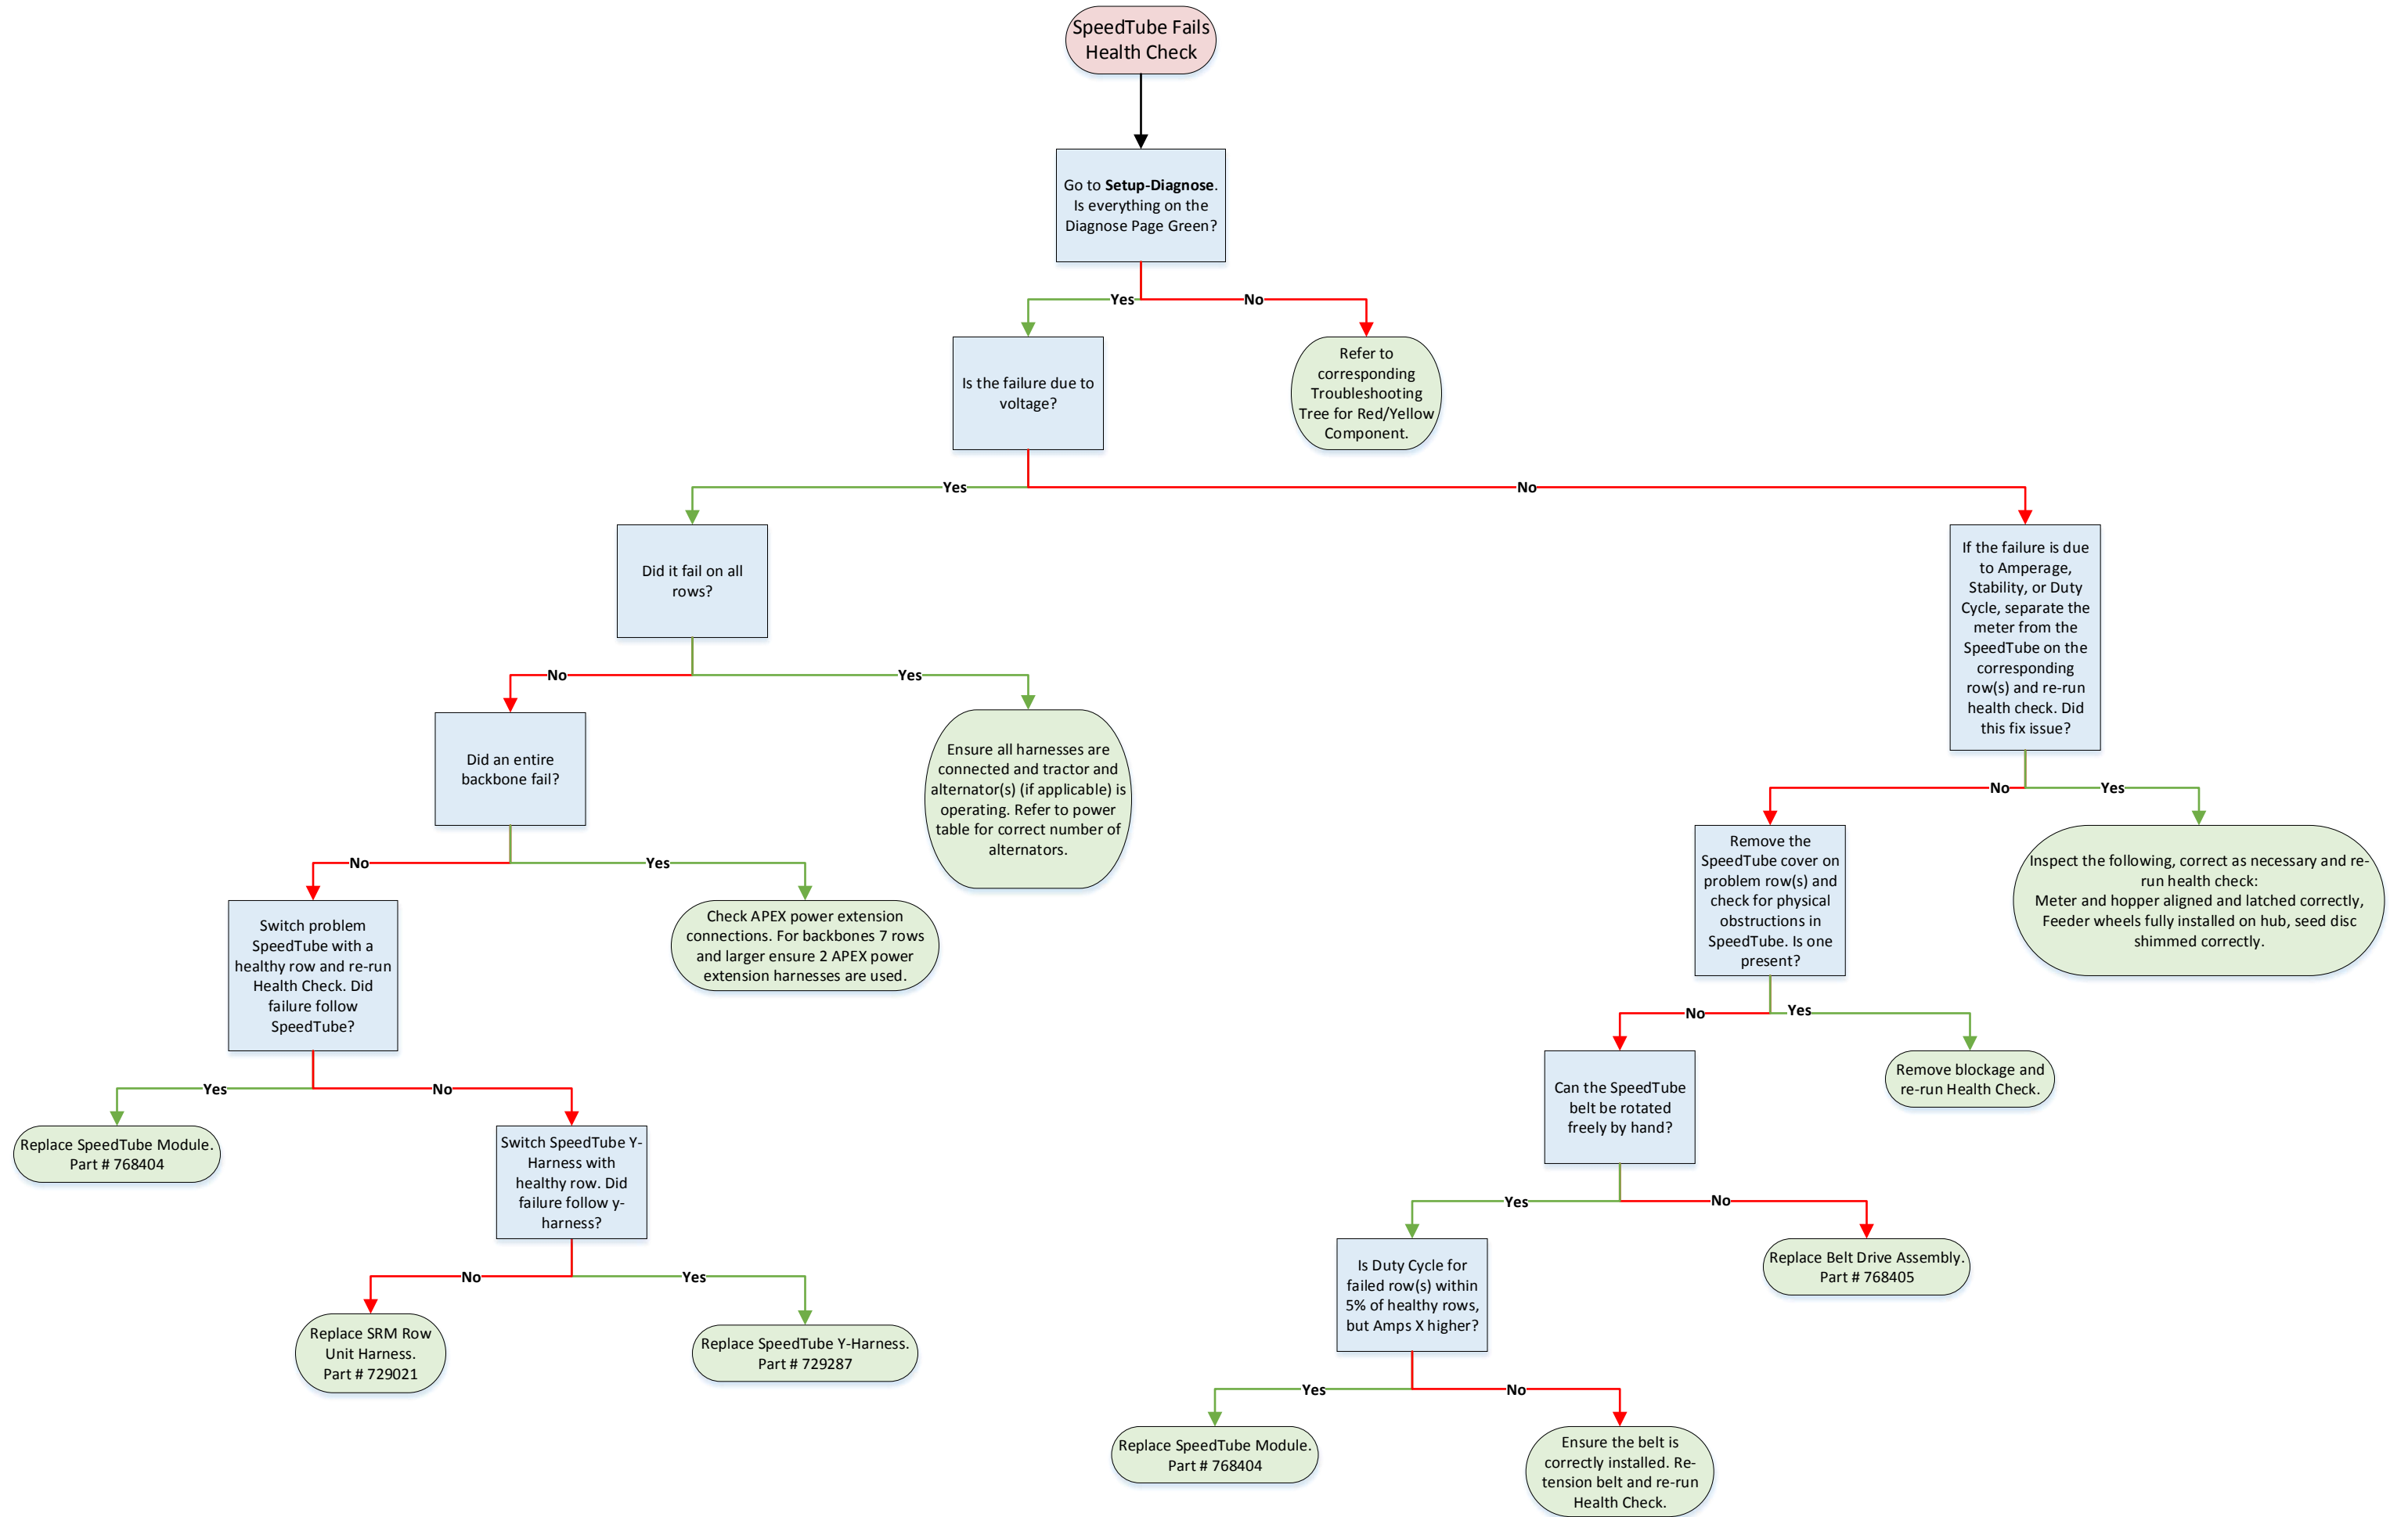 SpeedTube Fails
Health Check
Go to Setup-Diagnose.
Is everything on the
Diagnose Page Green?
Yes
No
Is the failure due to
voltage?
Refer to
corresponding
Troubleshooting
Tree for Red/Yellow
Component.
Yes
No
Did it fail on all
rows?
If the failure is due
to Amperage,
Stability, or Duty
Cycle, separate the
meter from the
SpeedTube on the
corresponding
row(s) and re-run
health check. Did
this fix issue?
No
Yes
Did an entire
backbone fail?
Ensure all harnesses are
connected and tractor and
alternator(s) (if applicable) is
operating. Refer to power
table for correct number of
alternators.
No
Yes
Remove the
SpeedTube cover on
problem row(s) and
check for physical
obstructions in
SpeedTube. Is one
present?
Inspect the following, correct as necessary and re-
run health check:
Meter and hopper aligned and latched correctly,
Feeder wheels fully installed on hub, seed disc
shimmed correctly.
No
Yes
Switch problem
SpeedTube with a
healthy row and re-run
Health Check. Did
failure follow
SpeedTube?
Check APEX power extension
connections. For backbones 7 rows
and larger ensure 2 APEX power
extension harnesses are used.
No
Yes
Can the SpeedTube
belt be rotated
freely by hand?
Remove blockage and
re-run Health Check.
Yes
No
Replace SpeedTube Module.
Part # 768404
Switch SpeedTube Y-
Harness with
healthy row. Did
failure follow y-
harness?
Yes
No
Is Duty Cycle for
failed row(s) within
5% of healthy rows,
but Amps X higher?
Replace Belt Drive Assembly.
Part # 768405
No
Yes
Replace SRM Row
Unit Harness.
Part # 729021
Replace SpeedTube Y-Harness.
Part # 729287
Yes
No
Replace SpeedTube Module.
Part # 768404
Ensure the belt is
correctly installed. Re-
tension belt and re-run
Health Check.